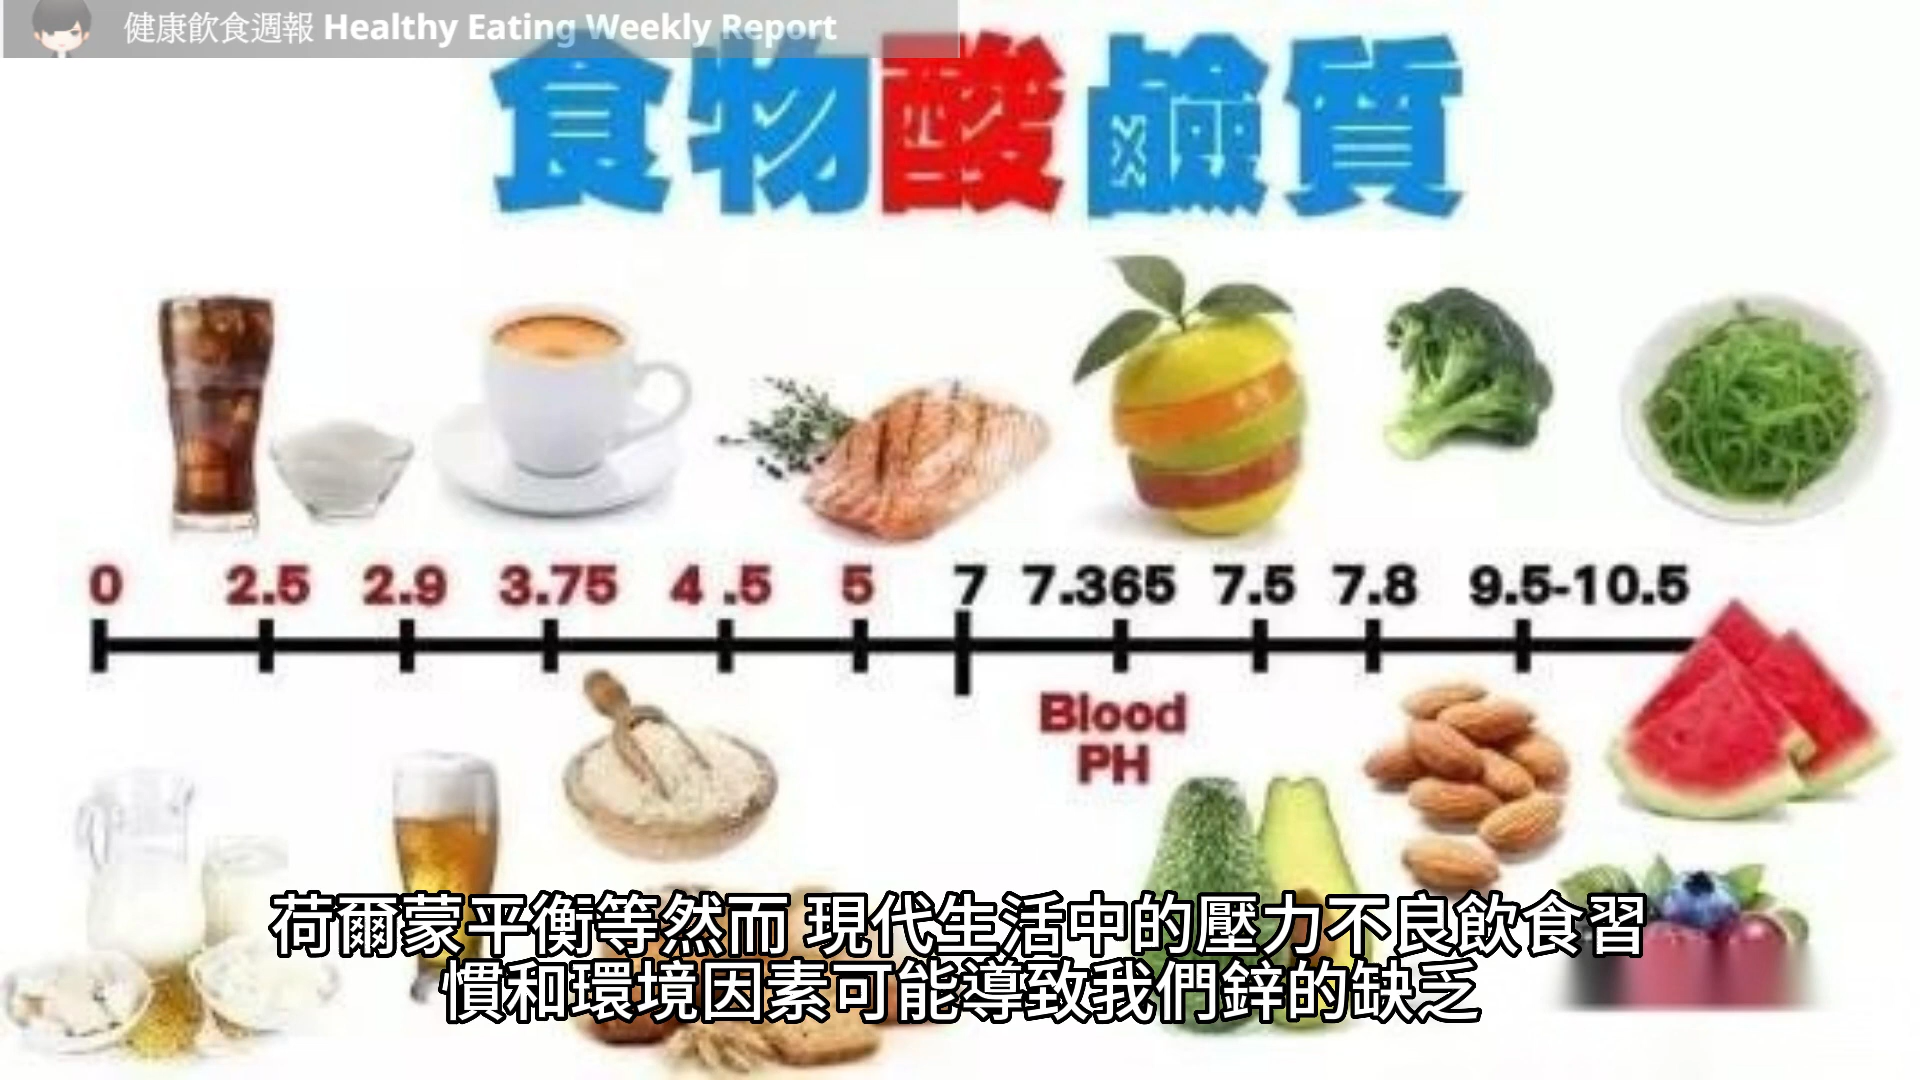 健康飲食週報 Healthy Eating Weekly Report
食物酸鹼質
0 2.5 2.9 3.75 4 .5 5 7 7.365 7.5 7.8 9.5-10.5
Blood
PH
荷爾蒙平衡等然而 現代生活中的壓力不良飲食習
慣和環境因素可能導致我們鋅的缺乏